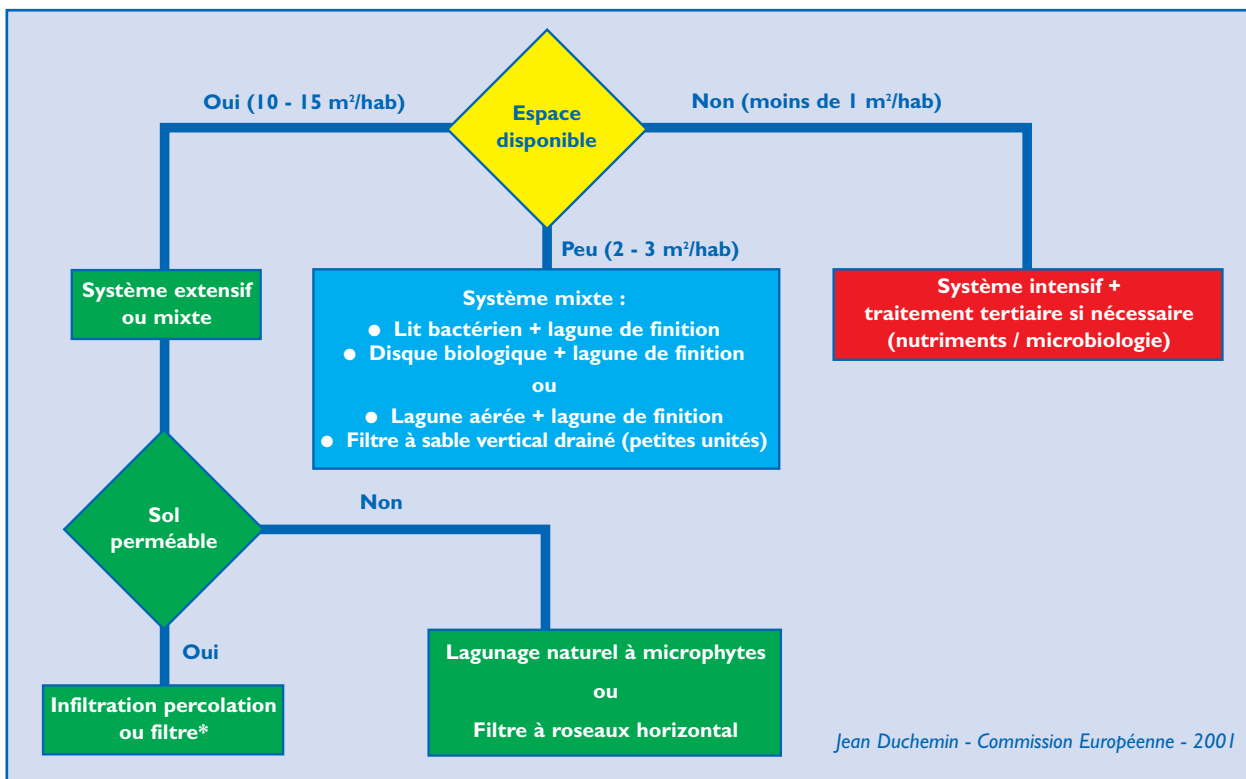 Oui (10 - 15 m²/hab)
Espace
disponible
Non (moins de 1 m²/hab)
Peu (2 - 3 m²/hab)
Système extensif
ou mixte
Système mixte :
● Lit bactérien + lagune de finition
● Disque biologique + lagune de finition
ou
● Lagune aérée + lagune de finition
● Filtre à sable vertical drainé (petites unités)
Système intensif +
traitement tertiaire si nécessaire
(nutriments / microbiologie)
Sol
perméable
Non
Oui
Infiltration percolation
ou filtre*
Lagunage naturel à microphytes
ou
Filtre à roseaux horizontal
Jean Duchemin - Commission Européenne - 2001